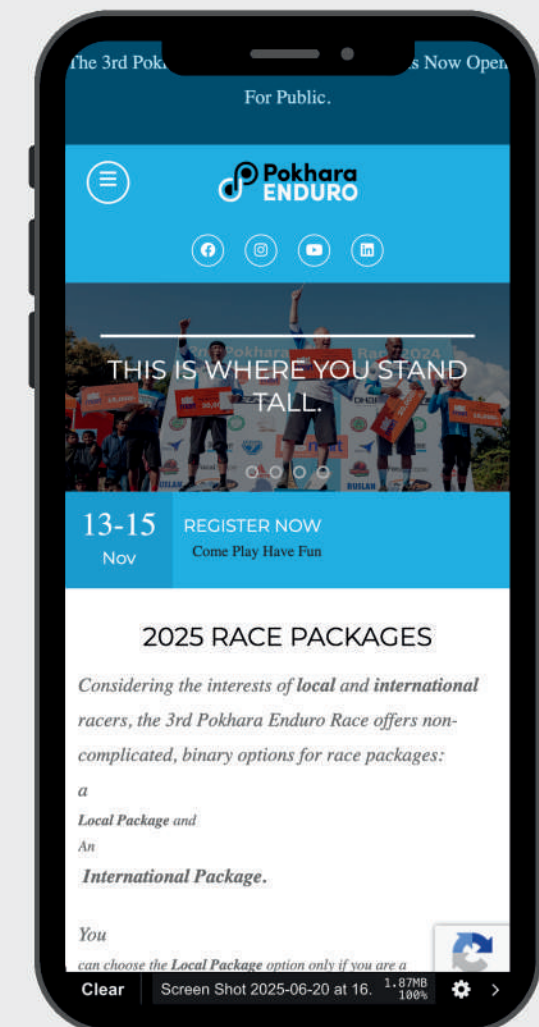 The 3rd Pok s Now Open
For Public.
Pokhara
ENDURO
THIS IS WHERE YOU STAND
TALL.
13-15
Nov
REGISTER NOW
Come Play Have Fun
2025 RACE PACKAGES
Considering the interests of local and international
racers, the 3rd Pokhara Enduro Race offers non-
complicated, binary options for race packages:
a
Local Package and
An
International Package.
You
can choose the Local Package option only if you are a
Clear
Screen Shot 2025-06-20 at 16.
1.87MB
100%